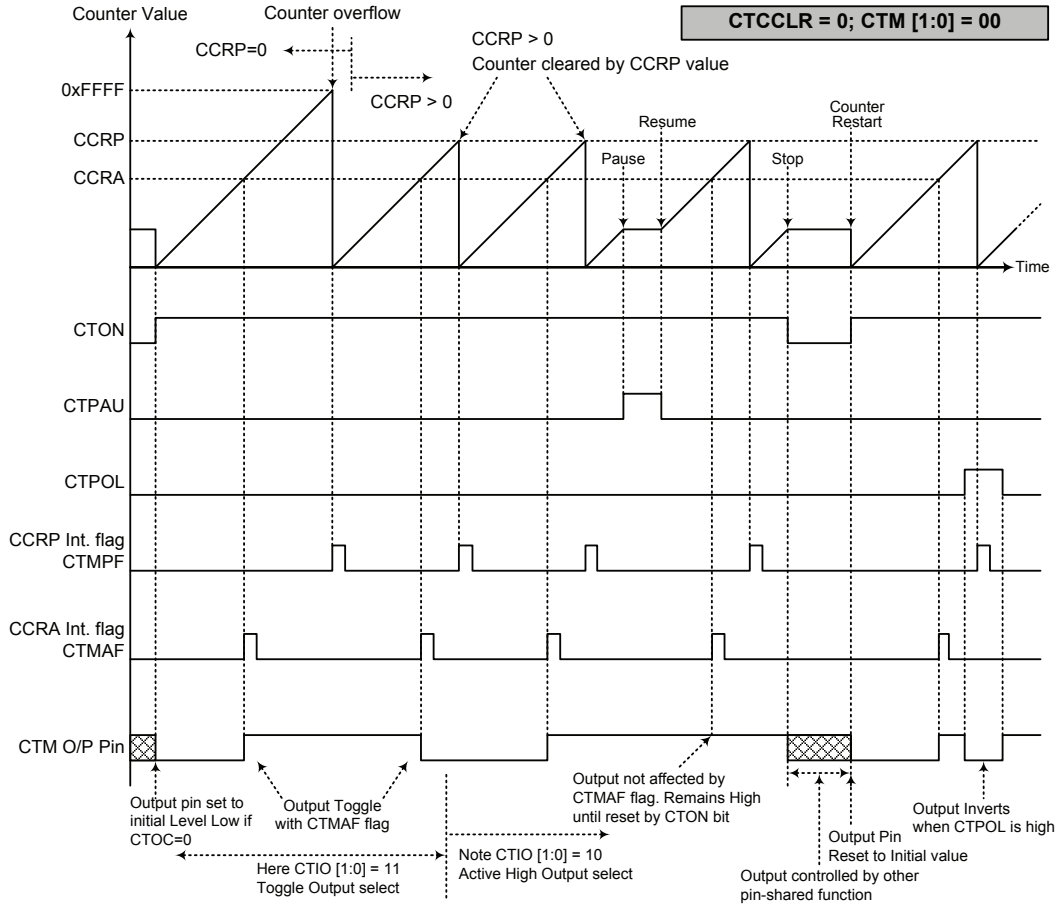 Counter Value
Counter overflow
CTCCLR = 0; CTM [1:0] = 00
CCRP=0
CCRP > 0
CCRP > 0
Counter cleared by CCRP value
0xFFFF
CCRP
CCRA
Pause
Resume
Stop
Counter
Restart
Time
CTON
CTPAU
CTPOL
CCRP Int. flag
CTMPF
CCRA Int. flag
CTMAF
CTM O/P Pin
Output pin set to
initial Level Low if
CTOC=0
Output Toggle
with CTMAF flag
Here CTIO [1:0] = 11
Toggle Output select
Note CTIO [1:0] = 10
Active High Output select
Output not affected by
CTMAF flag. Remains High
until reset by CTON bit
Output controlled by other
pin-shared function
Output Pin
Reset to Initial value
Output Inverts
when CTPOL is high